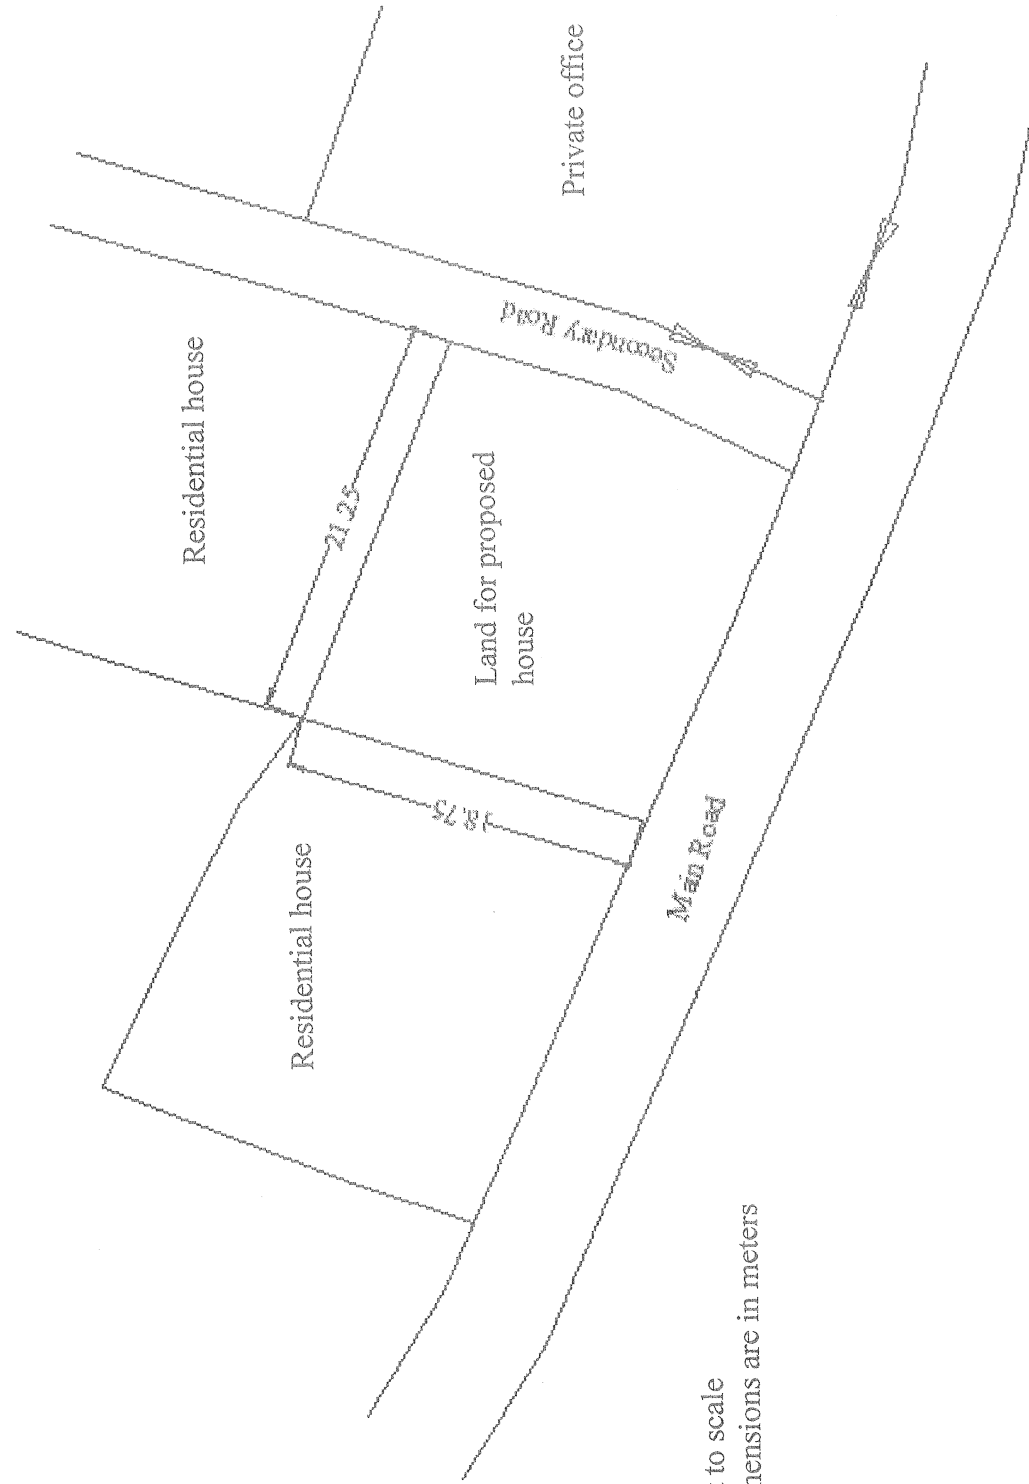 Private office
Residential house
Secondary Road
21.25
Land for proposed
house
18.75
Residential house
Main Road
to scale
are in meters